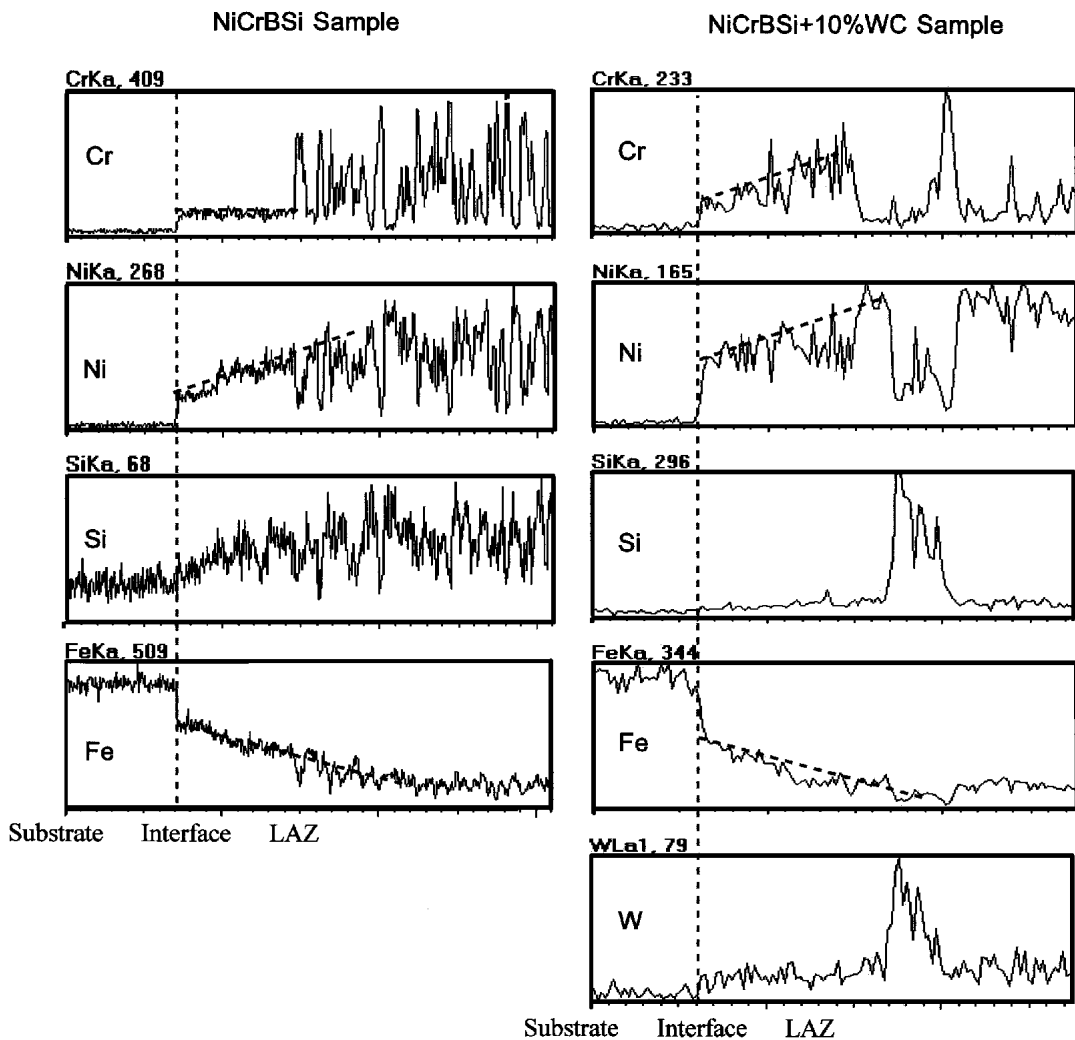 NiCrBSi Sample
CrKa, 409
Cr
NiKa, 268
Ni
SiKa, 68
Si
FeKa, 509
Fe
Substrate Interface LAZ
NiCrBSi+10%WC Sample
CrKa, 233
Cr
NiKa, 165
Ni
SiKa, 296
Si
FeKa, 344
Fe
WLa1, 79
W
Substrate Interface LAZ